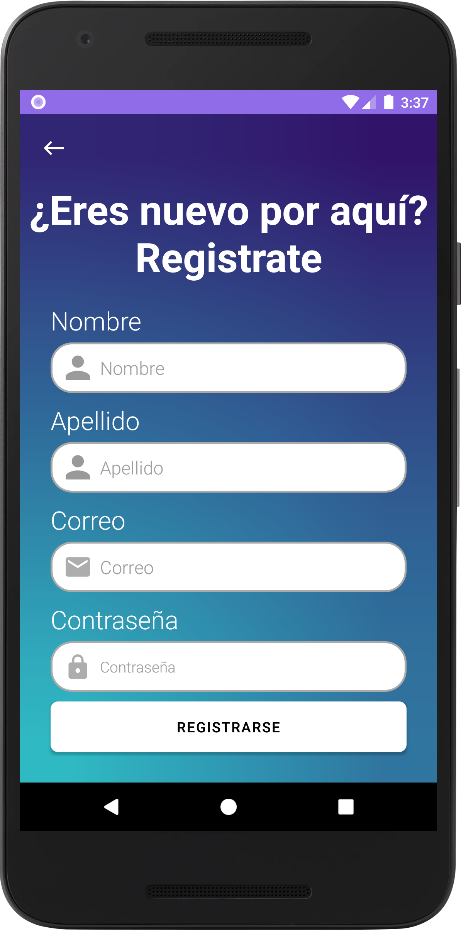 3:37
¿Eres nuevo por aquí?
Registrate
Nombre
Nombre
Apellido
Apellido
Correo
Correo
Contraseña
Contraseña
REGISTRARSE